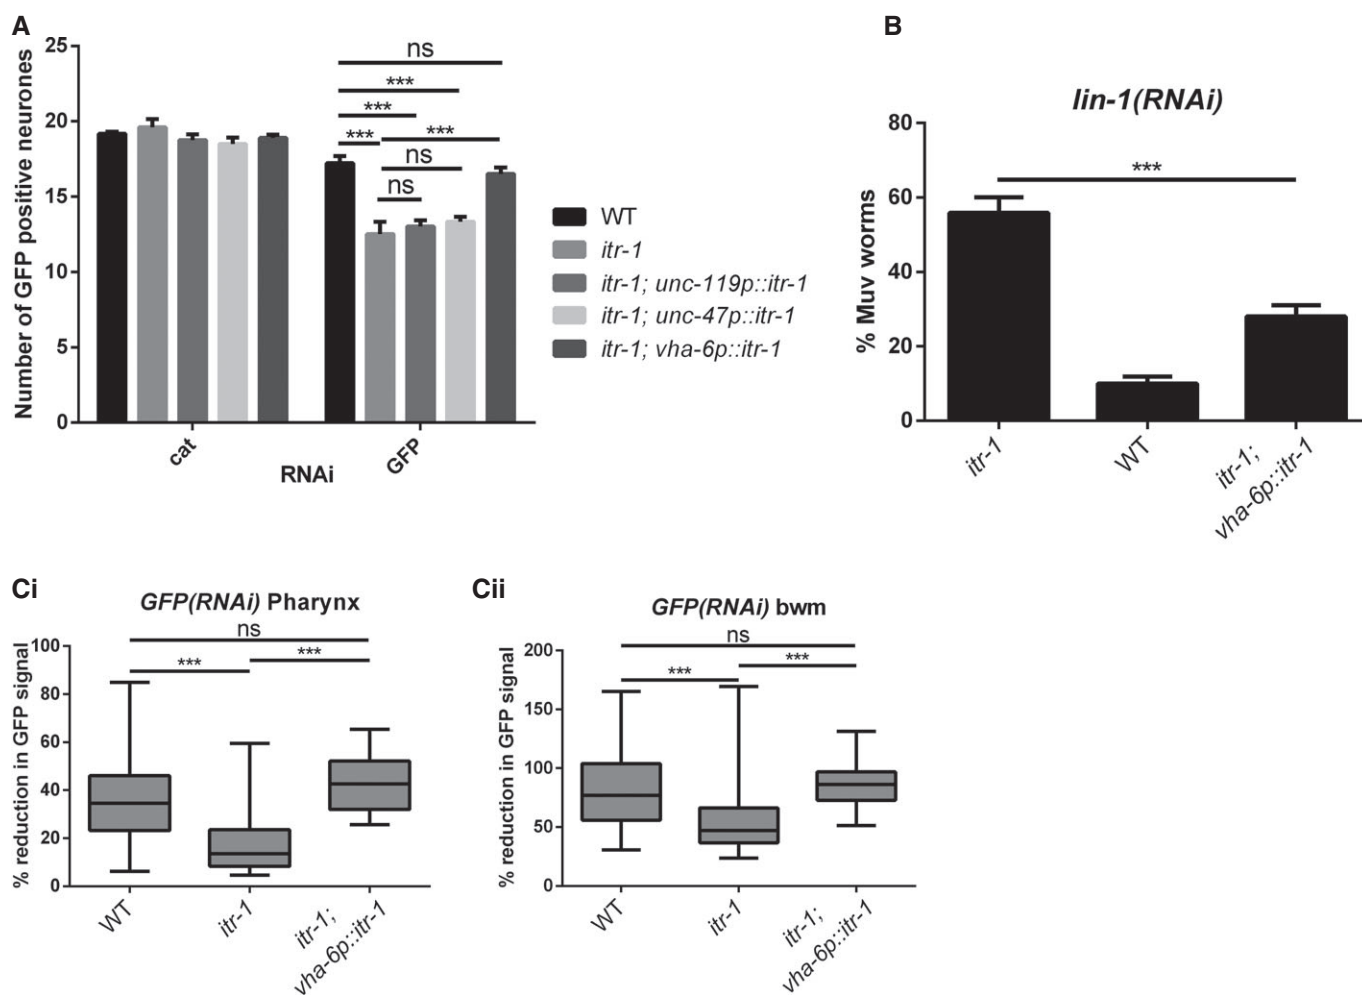 A
Number of GFP positive neurones
25
20
15
10
5
0
ns
***
***
***
***
ns
ns
cat
GFP
RNAi
WT
itr-1
itr-1; unc-119p::itr-1
itr-1; unc-47p::itr-1
itr-1; vha-6p::itr-1
B
lin-1(RNAi)
% Muv worms
80
60
40
20
0
***
itr-1
WT
itr-1;
vha-6p::itr-1
Ci
GFP(RNAi) Pharynx
% reduction in GFP signal
100
80
60
40
20
0
ns
***
***
WT
itr-1
itr-1;
vha-6p::itr-1
Cii
GFP(RNAi) bwm
% reduction in GFP signal
200
150
100
50
0
ns
***
***
WT
itr-1
itr-1;
vha-6p::itr-1